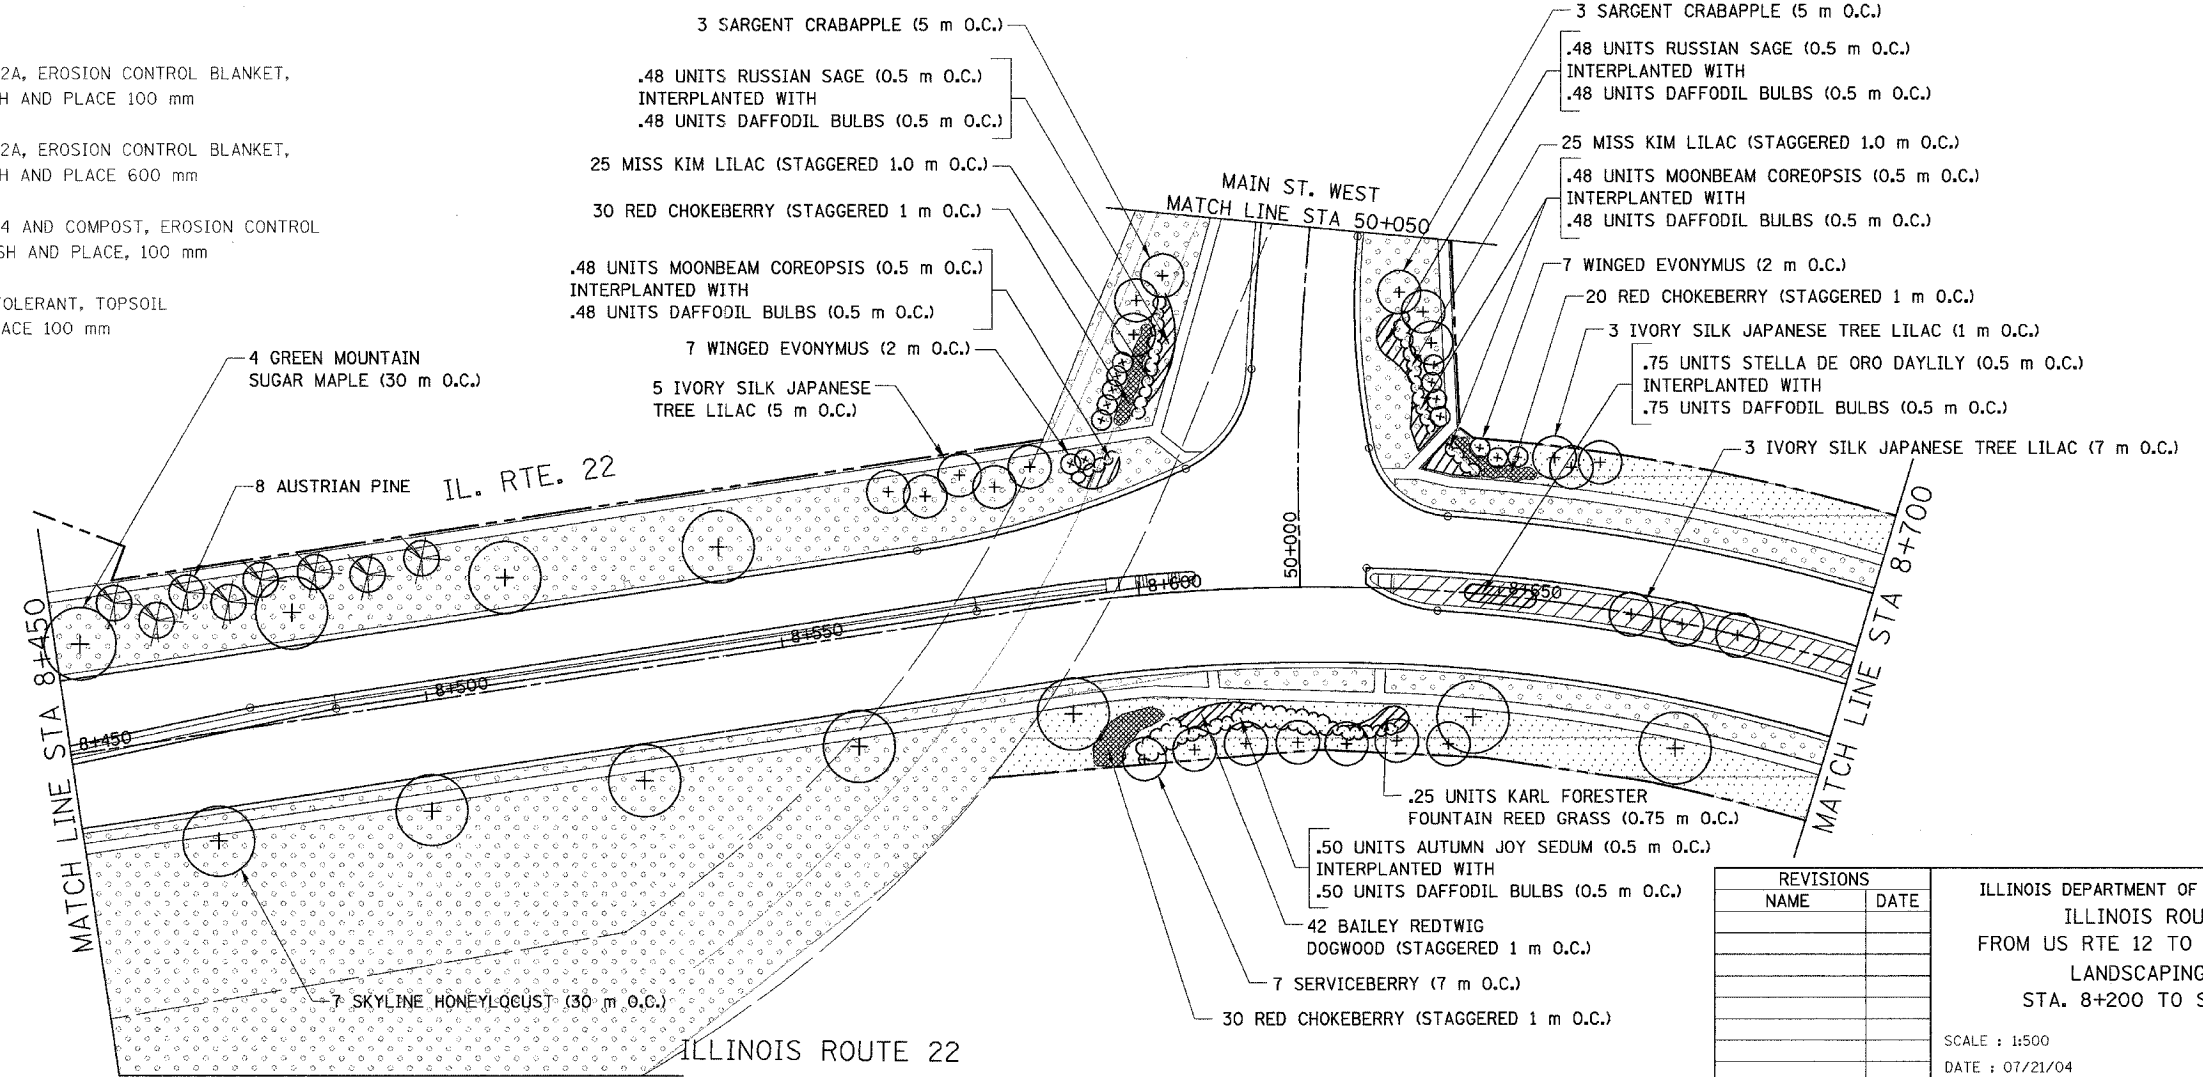 2A, EROSION CONTROL BLANKET,
H AND PLACE 100 mm
2A, EROSION CONTROL BLANKET,
H AND PLACE 600 mm
4 AND COMPOST, EROSION CONTROL
SH AND PLACE, 100 mm
TOLERANT, TOPSOIL
ACE 100 mm
3 SARGENT CRABAPPLE (5 m O.C.)
.48 UNITS RUSSIAN SAGE (0.5 m O.C.)
INTERPLANTED WITH
.48 UNITS DAFFODIL BULBS (0.5 m O.C.)
25 MISS KIM LILAC (STAGGERED 1.0 m O.C.)
30 RED CHOKEBERRY (STAGGERED 1 m O.C.)
.48 UNITS MOONBEAM COREOPSIS (0.5 m O.C.)
INTERPLANTED WITH
.48 UNITS DAFFODIL BULBS (0.5 m O.C.)
7 WINGED EVONYMUS (2 m O.C.)
5 IVORY SILK JAPANESE
TREE LILAC (5 m O.C.)
4 GREEN MOUNTAIN
SUGAR MAPLE (30 m O.C.)
8 AUSTRIAN PINE
IL. RTE. 22
MAIN ST. WEST
MATCH LINE STA 50+050
3 SARGENT CRABAPPLE (5 m O.C.)
.48 UNITS RUSSIAN SAGE (0.5 m O.C.)
INTERPLANTED WITH
.48 UNITS DAFFODIL BULBS (0.5 m O.C.)
25 MISS KIM LILAC (STAGGERED 1.0 m O.C.)
.48 UNITS MOONBEAM COREOPSIS (0.5 m O.C.)
INTERPLANTED WITH
.48 UNITS DAFFODIL BULBS (0.5 m O.C.)
7 WINGED EVONYMUS (2 m O.C.)
20 RED CHOKEBERRY (STAGGERED 1 m O.C.)
3 IVORY SILK JAPANESE TREE LILAC (1 m O.C.)
.75 UNITS STELLA DE ORO DAYLILY (0.5 m O.C.)
INTERPLANTED WITH
.75 UNITS DAFFODIL BULBS (0.5 m O.C.)
3 IVORY SILK JAPANESE TREE LILAC (7 m O.C.)
50+000
8+450
8+500
8+550
8+600
8+650
MATCH LINE STA 8+450
MATCH LINE STA 8+700
.25 UNITS KARL FORESTER
FOUNTAIN REED GRASS (0.75 m O.C.)
.50 UNITS AUTUMN JOY SEDUM (0.5 m O.C.)
INTERPLANTED WITH
.50 UNITS DAFFODIL BULBS (0.5 m O.C.)
42 BAILEY REDTWIG
DOGWOOD (STAGGERED 1 m O.C.)
7 SERVICEBERRY (7 m O.C.)
30 RED CHOKEBERRY (STAGGERED 1 m O.C.)
7 SKYLINE HONEYLOCUST (30 m O.C.)
ILLINOIS ROUTE 22
REVISIONS
NAME DATE
ILLINOIS DEPARTMENT OF
ILLINOIS ROU
FROM US RTE 12 TO
LANDSCAPING
STA. 8+200 TO S
SCALE : 1:500
DATE : 07/21/04